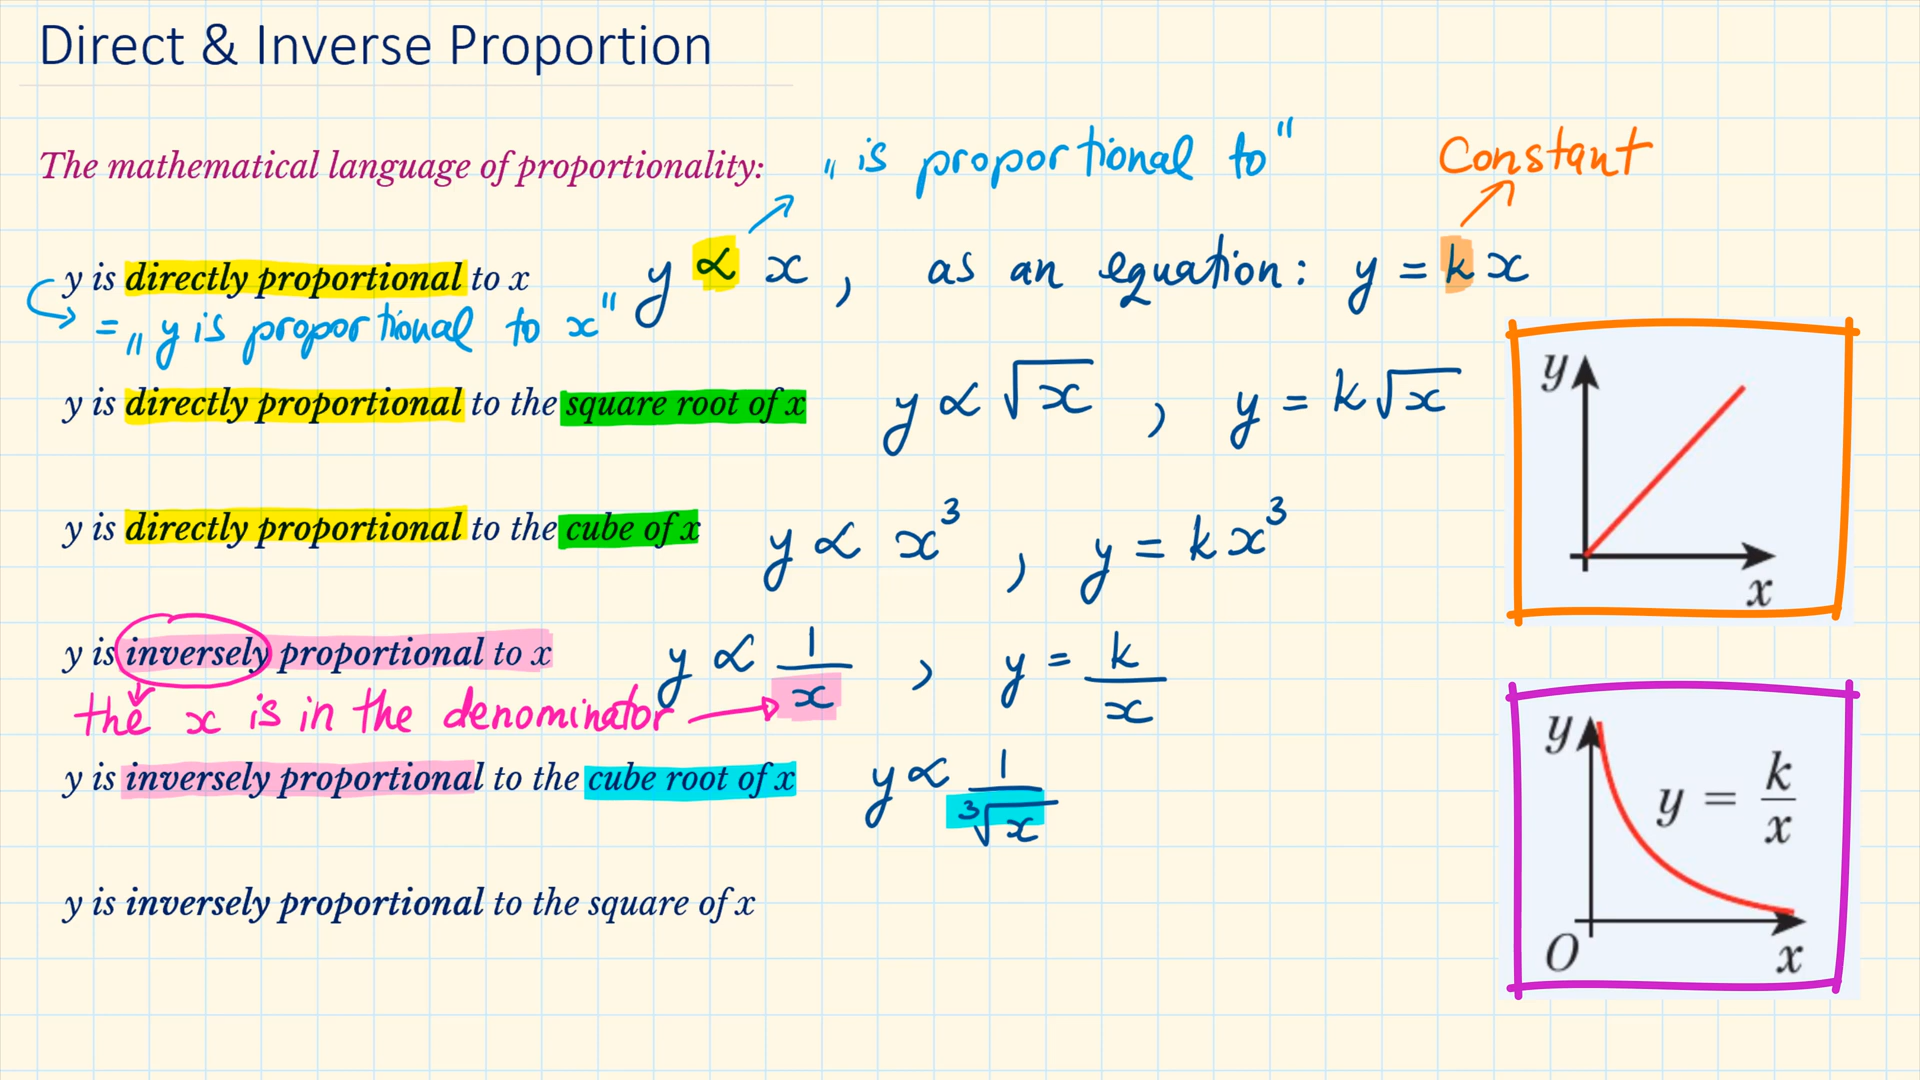 Direct & Inverse Proportion
The mathematical language of proportionality:
„ is proportional to "
Constant
y is directly proportional to x
y ∝ x , as an equation: y = kx
= „ y is proportional to x "
y is directly proportional to the square root of x
y ∝ √x , y = k√x
y is directly proportional to the cube of x
y ∝ x³ , y = kx³
y is inversely proportional to x
y ∝ 1/x , y = k/x
the x is in the denominator
y is inversely proportional to the cube root of x
y ∝ 1/∛x
y is inversely proportional to the square of x
y
x
y
y = k/x
O
x